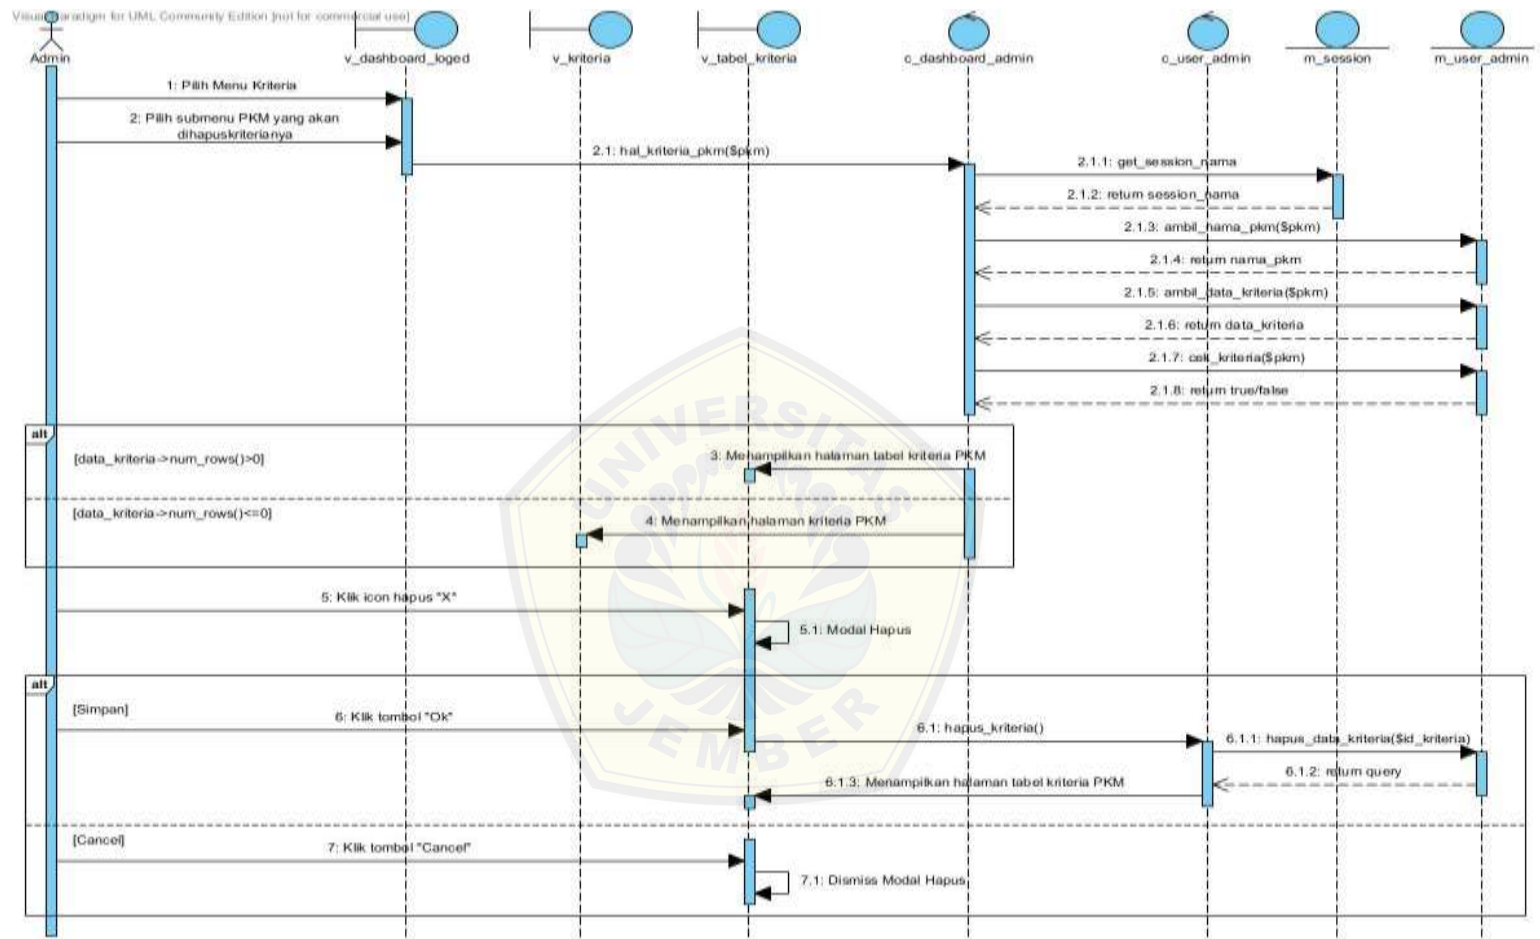 Visual Paradigm for UML Community Edition [not for commercial use]
Admin
v_dashboard_loged
v_kriteria
v_tabel_kriteria
c_dashboard_admin
c_user_admin
m_session
m_user_admin
1: Pilih Menu Kriteria
2: Pilih submenu PKM yang akan
dihapuskriterianya
2.1: hal_kriteria_pkm($pkm)
2.1.1: get_session_nama
2.1.2: return session_nama
2.1.3: ambil_nama_pkm($pkm)
2.1.4: return nama_pkm
2.1.5: ambil_data_kriteria($pkm)
2.1.6: return data_kriteria
2.1.7: cek_kriteria($pkm)
2.1.8: return true/false
alt
[data_kriteria->num_rows()>0]
3: Menampilkan halaman tabel kriteria PKM
[data_kriteria->num_rows()<=0]
4: Menampilkan halaman kriteria PKM
5: Klik icon hapus "X"
5.1: Modal Hapus
alt
[Simpan]
6: Klik tombol "Ok"
6.1: hapus_kriteria()
6.1.1: hapus_data_kriteria($id_kriteria)
6.1.2: return query
6.1.3: Menampilkan halaman tabel kriteria PKM
[Cancel]
7: Klik tombol "Cancel"
7.1: Dismiss Modal Hapus
UNIVERSITAS
JEMBER